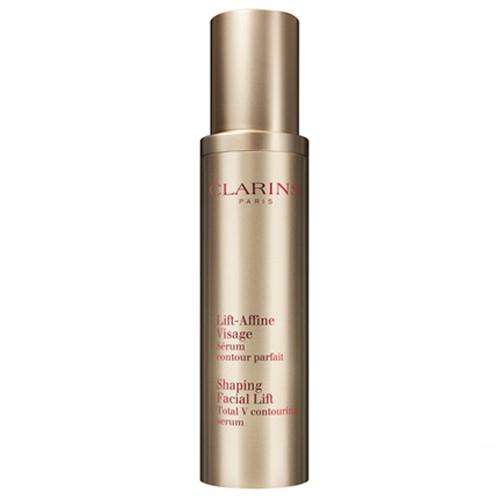 CLARINS
PARIS
Lift-Affine
Visage
Sérum
contour parfait
Shaping
Facial Lift
Total V contouring
serum